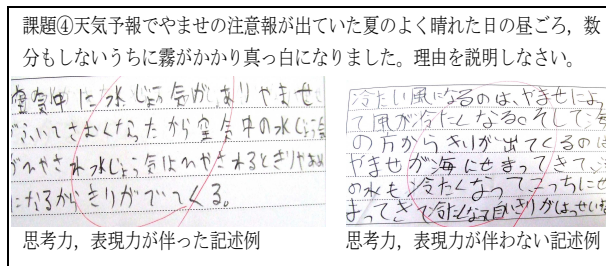 課題④天気予報でやませの注意報が出ていた夏のよく晴れた日の昼ごろ，数
分もしないうちに霧がかかり真っ白になりました。理由を説明しなさい。
空気中に水じょう気がありやませ
がふいてさむくなったから空気中の水じょう気
がひやされ水じょう気はひやされるときりやあめ
になるからきりがでてくる。
冷たい風になるのは、やませによっ
て風が冷たくなる。そして海
の方からきりが出てくるのは
やませが海にせまってきて、
の水も冷たくなってこっちにせ
まってきて冷たくなる白いきりがはっせい
思考力，表現力が伴った記述例
思考力，表現力が伴わない記述例